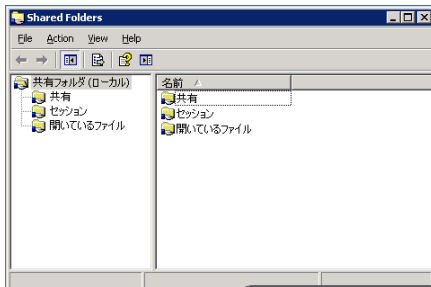 Shared Folders
File Action View Help
共有フォルダ (ローカル)
共有
セッション
開いているファイル
名前
共有
セッション
開いているファイル